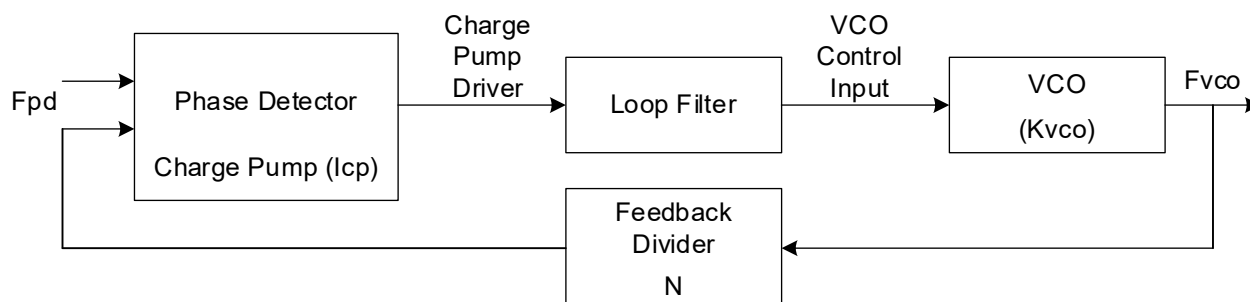 Fpd
Phase Detector
Charge Pump (Icp)
Charge
Pump
Driver
Loop Filter
VCO
Control
Input
VCO
(Kvco)
Fvco
Feedback
Divider
N